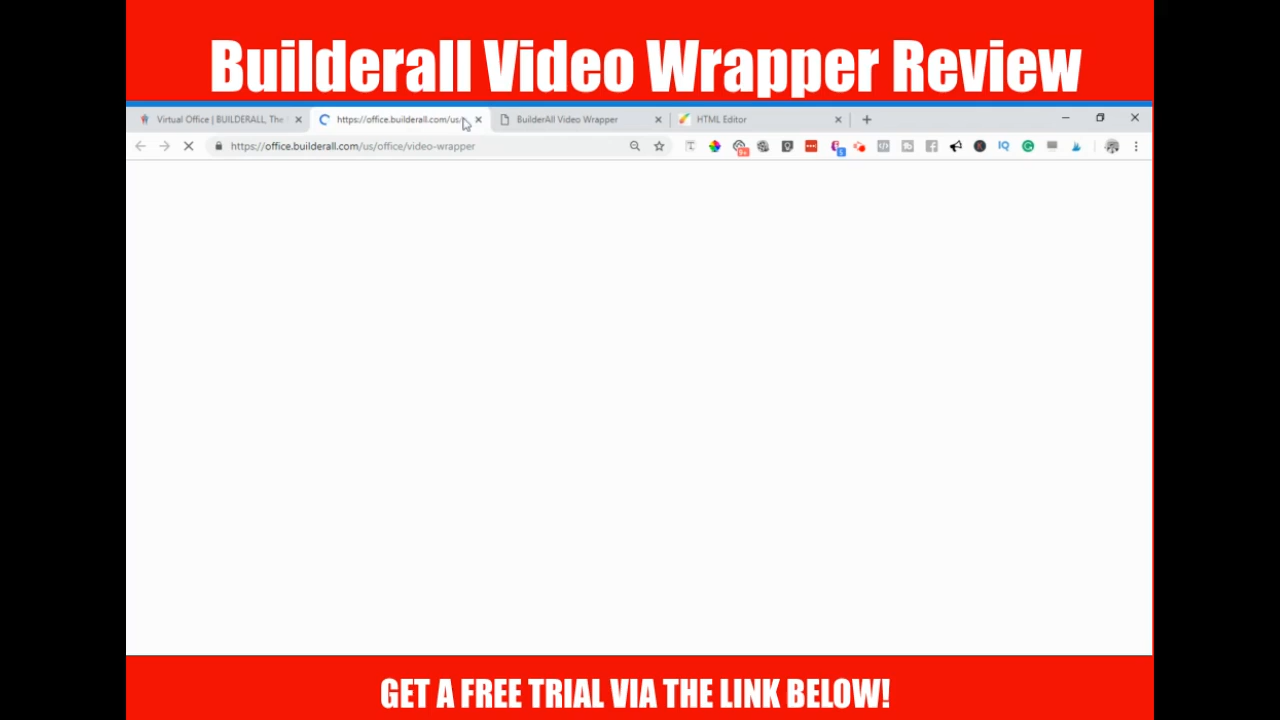 Builderall Video Wrapper Review
Virtual Office | BUILDERALL, The
https://office.builderall.com/us/
BuilderAll Video Wrapper
HTML Editor
https://office.builderall.com/us/office/video-wrapper
IQ
GET A FREE TRIAL VIA THE LINK BELOW!